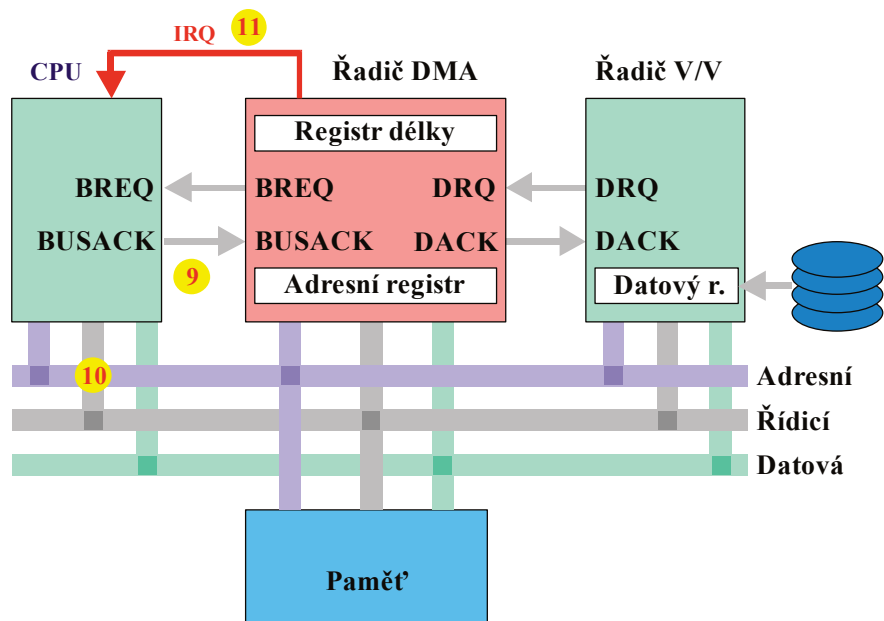 IRQ 11
CPU Řadič DMA Řadič V/V
Registr délky
BREQ BREQ DRQ DRQ
BUSACK BUSACK DACK DACK
9 Adresní registr Datový r.
10 Adresní
Řídicí
Datová
Paměť